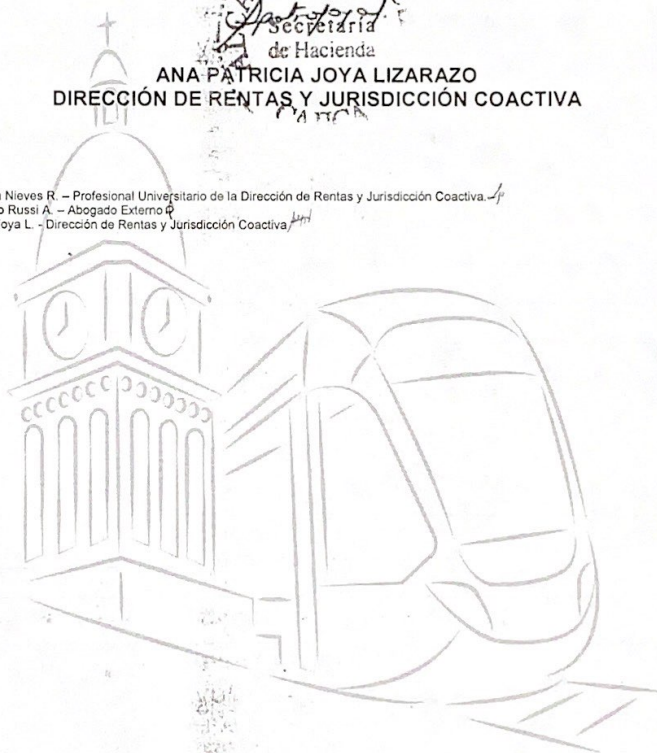 Secretaría
de Hacienda
ANA PATRICIA JOYA LIZARAZO
DIRECCIÓN DE RENTAS Y JURISDICCIÓN COACTIVA
Nieves R. – Profesional Universitario de la Dirección de Rentas y Jurisdicción Coactiva.
Russi A. – Abogado Externo
oya L. - Dirección de Rentas y Jurisdicción Coactiva